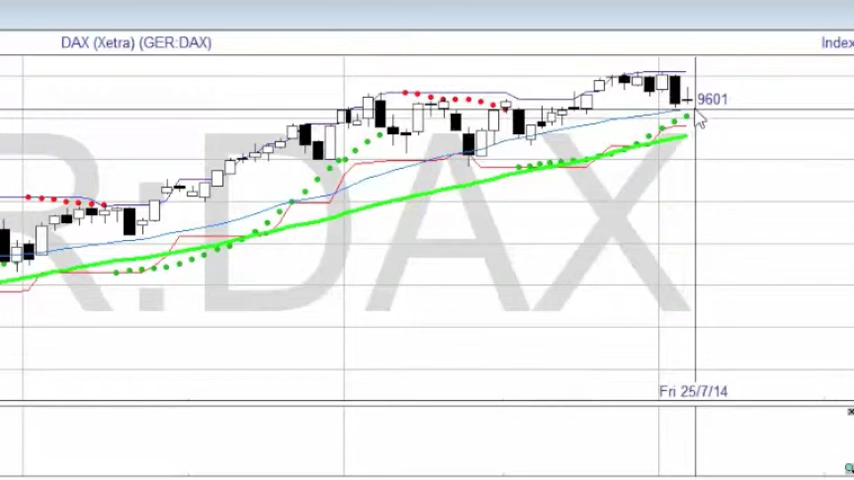 DAX (Xetra) (GER:DAX)
Index
9601
R:DAX
Fri 25/7/14